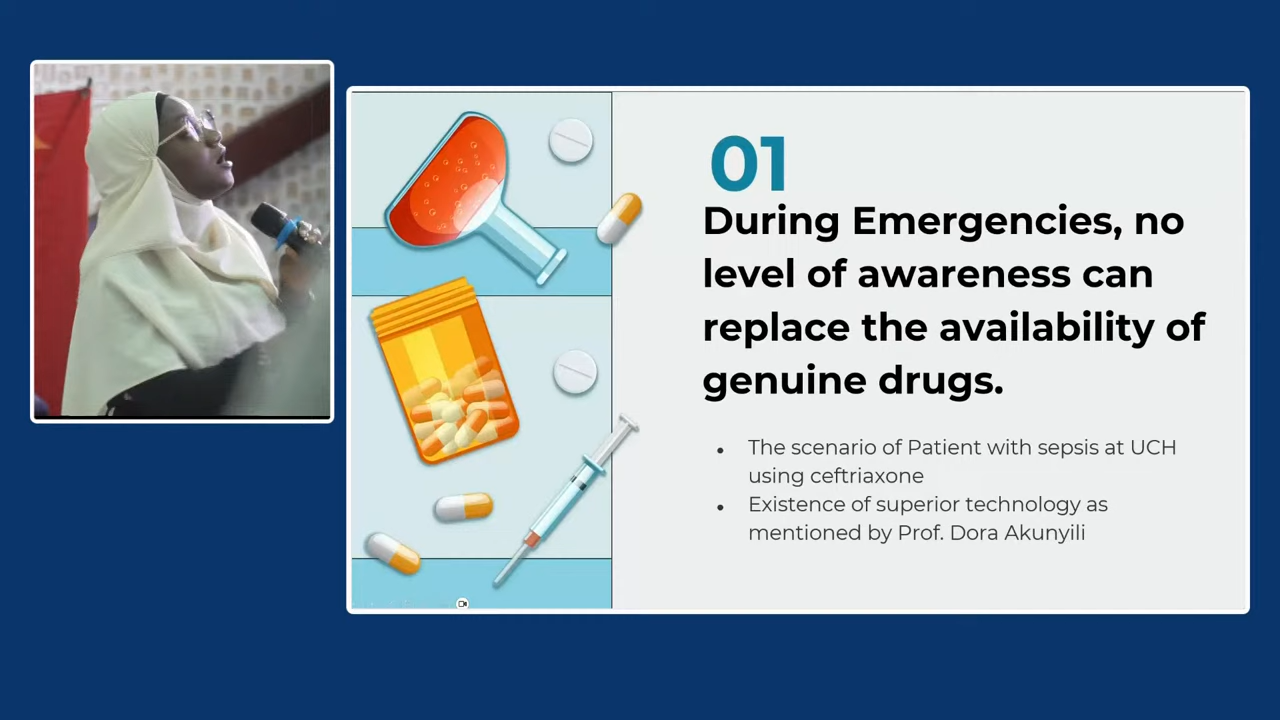 01
During Emergencies, no
level of awareness can
replace the availability of
genuine drugs.
• The scenario of Patient with sepsis at UCH
using ceftriaxone
• Existence of superior technology as
mentioned by Prof. Dora Akunyili